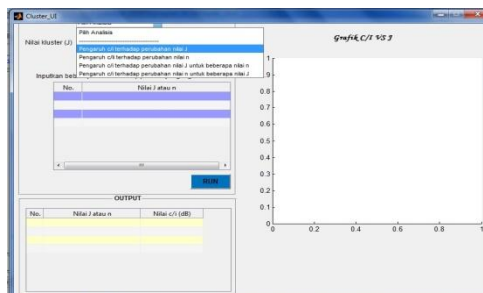 Cluster_UI
Pilih Analisis
Nilai kluster (J)
Pengaruh c/i terhadap perubahan nilai J
Pengaruh c/i terhadap perubahan nilai n
Pengaruh c/i terhadap perubahan nilai J untuk beberapa nilai n
Pengaruh c/i terhadap perubahan nilai n untuk beberapa nilai J
Inputkan
No. Nilai J atau n
RUN
OUTPUT
No. Nilai J atau n Nilai c/i (dB)
Grafik C/I VS J
1
0.9
0.8
0.7
0.6
0.5
0.4
0.3
0.2
0.1
0
0 0.2 0.4 0.6 0.8 1